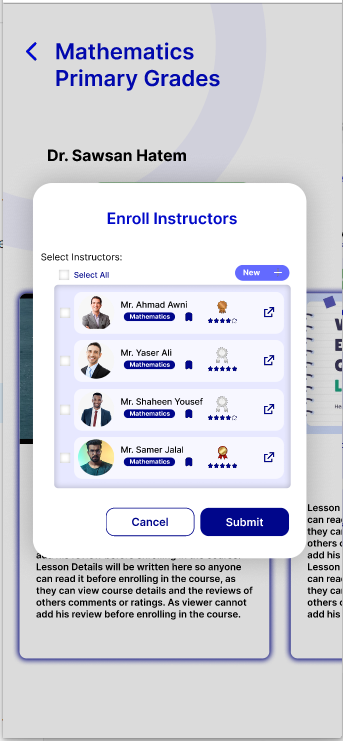 Mathematics
Primary Grades
Dr. Sawsan Hatem
Enroll Instructors
Select Instructors:
Select All
New
Mr. Ahmad Awni
Mathematics
Mr. Yaser Ali
Mathematics
Mr. Shaheen Yousef
Mathematics
Mr. Samer Jalal
Mathematics
Cancel
Submit
Lesson Details will be written here so anyone
can read it before enrolling in the course, as
they can view course details and the reviews of
others comments or ratings. As viewer cannot
add his review before enrolling in the course.
Lesson
can rea
they ca
others
add his
Lesson
can rea
they ca
others c
add his